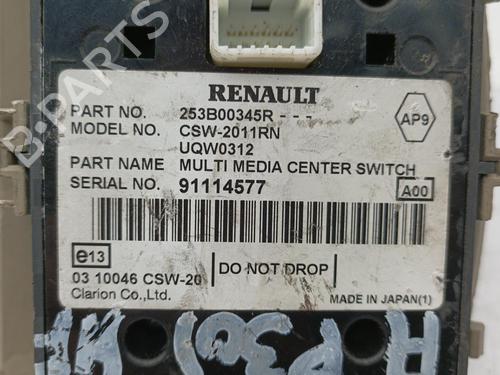 RENAULT
PART NO. 253B00345R - - -
MODEL NO. CSW-2011RN
UQW0312
AP9
PART NAME MULTI MEDIA CENTER SWITCH
SERIAL NO. 91114577
A00
e13
03 10046 CSW-20
DO NOT DROP
Clarion Co.,Ltd.
MADE IN JAPAN(1)